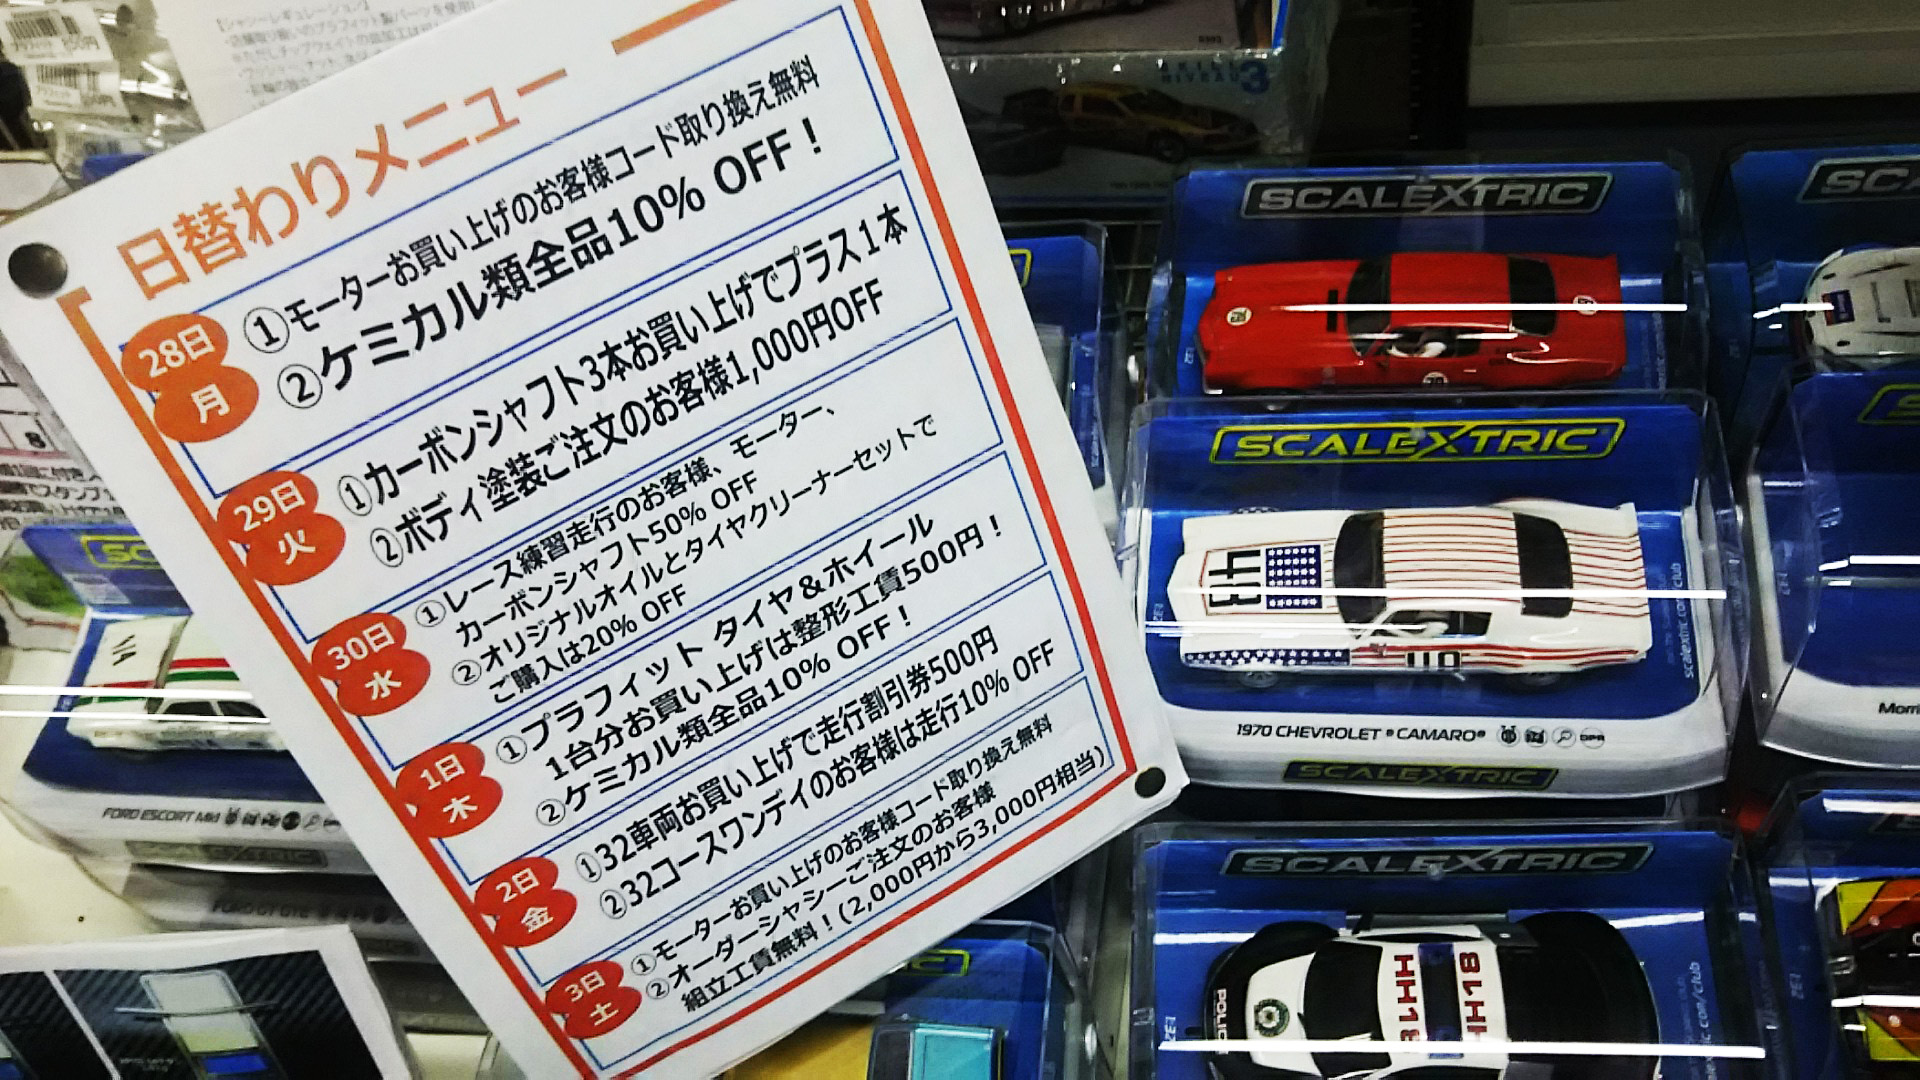 日替わりメニュー
28日
月
①モーターお買い上げのお客様コード取り換え無料
②ケミカル類全品10% OFF！
29日
火
①カーボンシャフト3本お買い上げでプラス1本
②ボディ塗装ご注文のお客様1,000円OFF
30日
水
①レース練習走行のお客様、モーター、
カーボンシャフト50% OFF
②オリジナルオイルとタイヤクリーナーセットで
ご購入は20% OFF
1日
木
①プラフィット タイヤ&ホイール
1台分お買い上げは整形工賃500円！
②ケミカル類全品10% OFF！
2日
金
①32車両お買い上げで走行割引券500円
②32コースワンデイのお客様は走行10% OFF
3日
土
①モーターお買い上げのお客様コード取り換え無料
②オーダーシャシーご注文のお客様
組立工賃無料！(2,000円から3,000円相当)
SCALEXTRIC
SCALEXTRIC
1970 CHEVROLET® CAMARO®
DPR
SCALEXTRIC
scalextric.com/club
SCALEXTRIC
POLICE
HH18
HH18
FORD ESCORT MK1
SCALEXTRIC